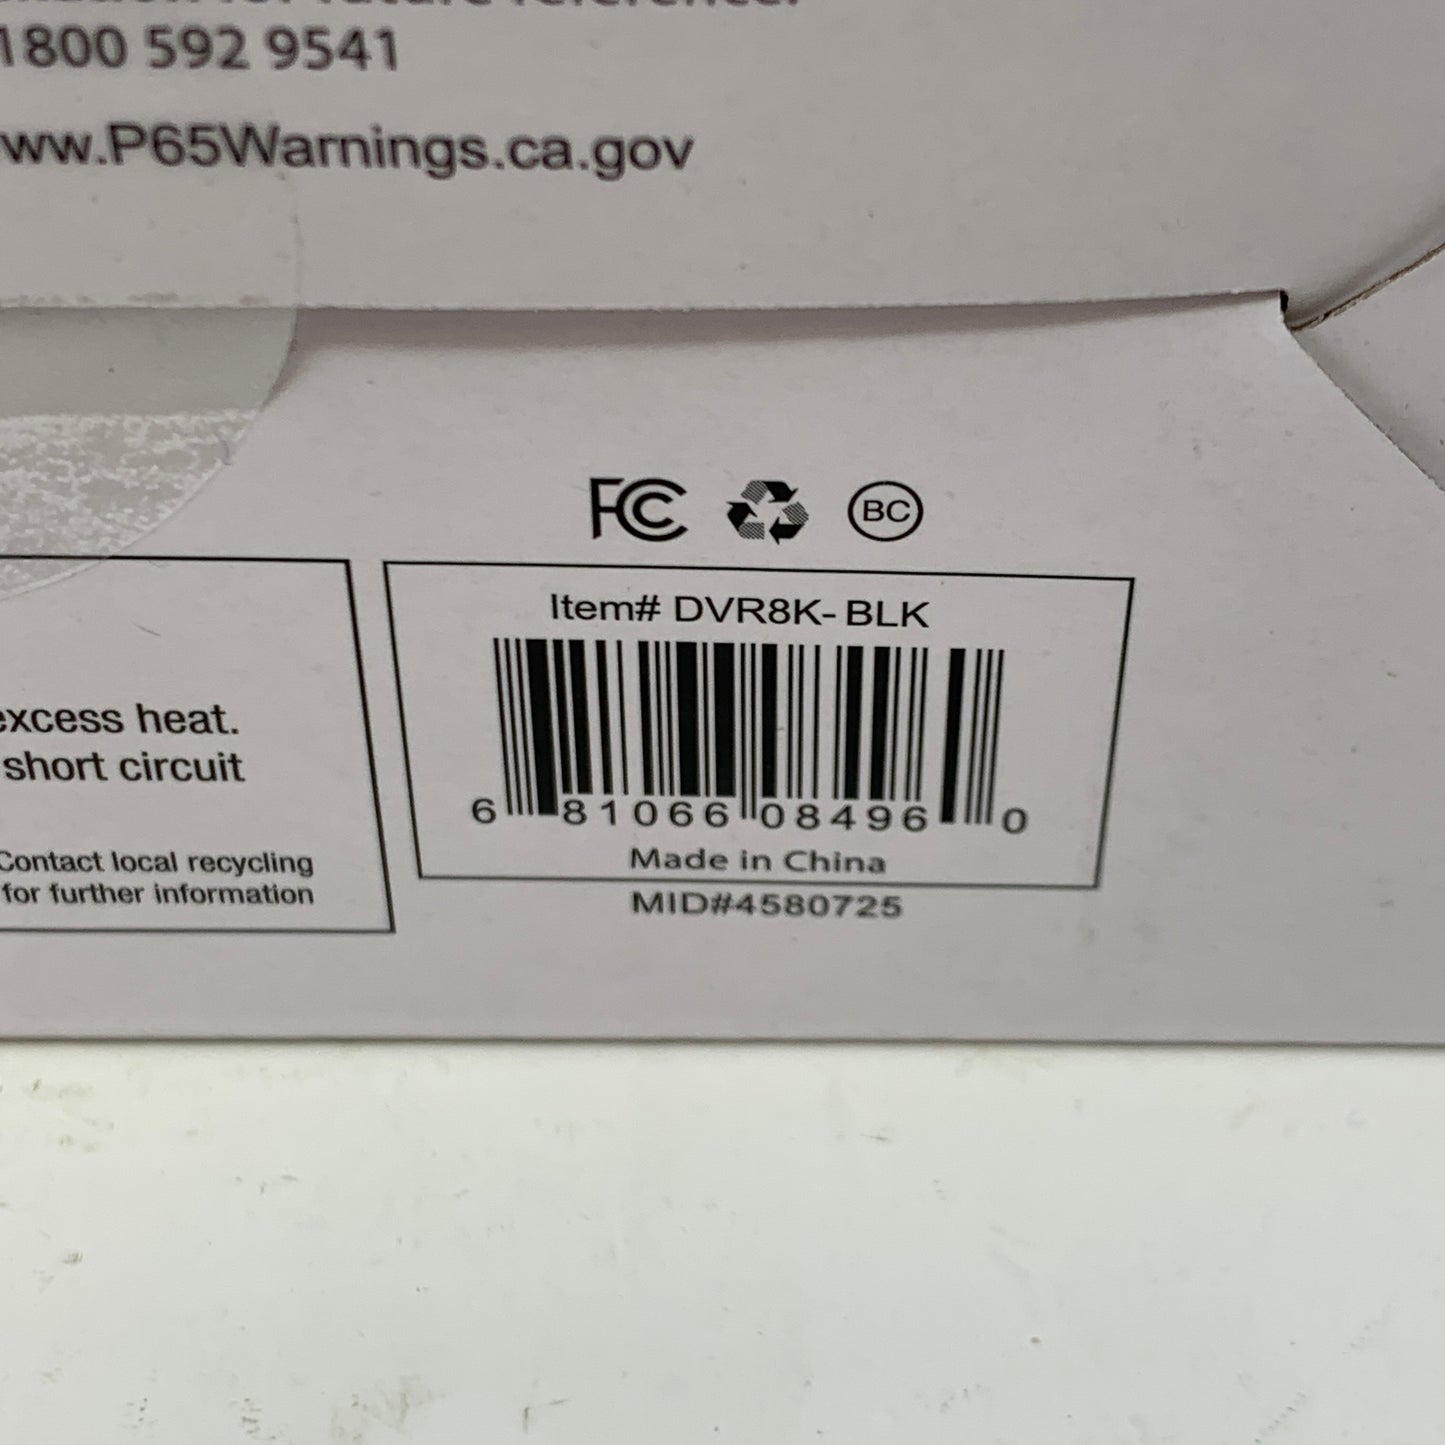 1800 592 9541
ww.P65Warnings.ca.gov
FC
BC
excess heat.
short circuit
Contact local recycling
for further information
Item# DVR8K- BLK
6 81066 08496 0
Made in China
MID#4580725